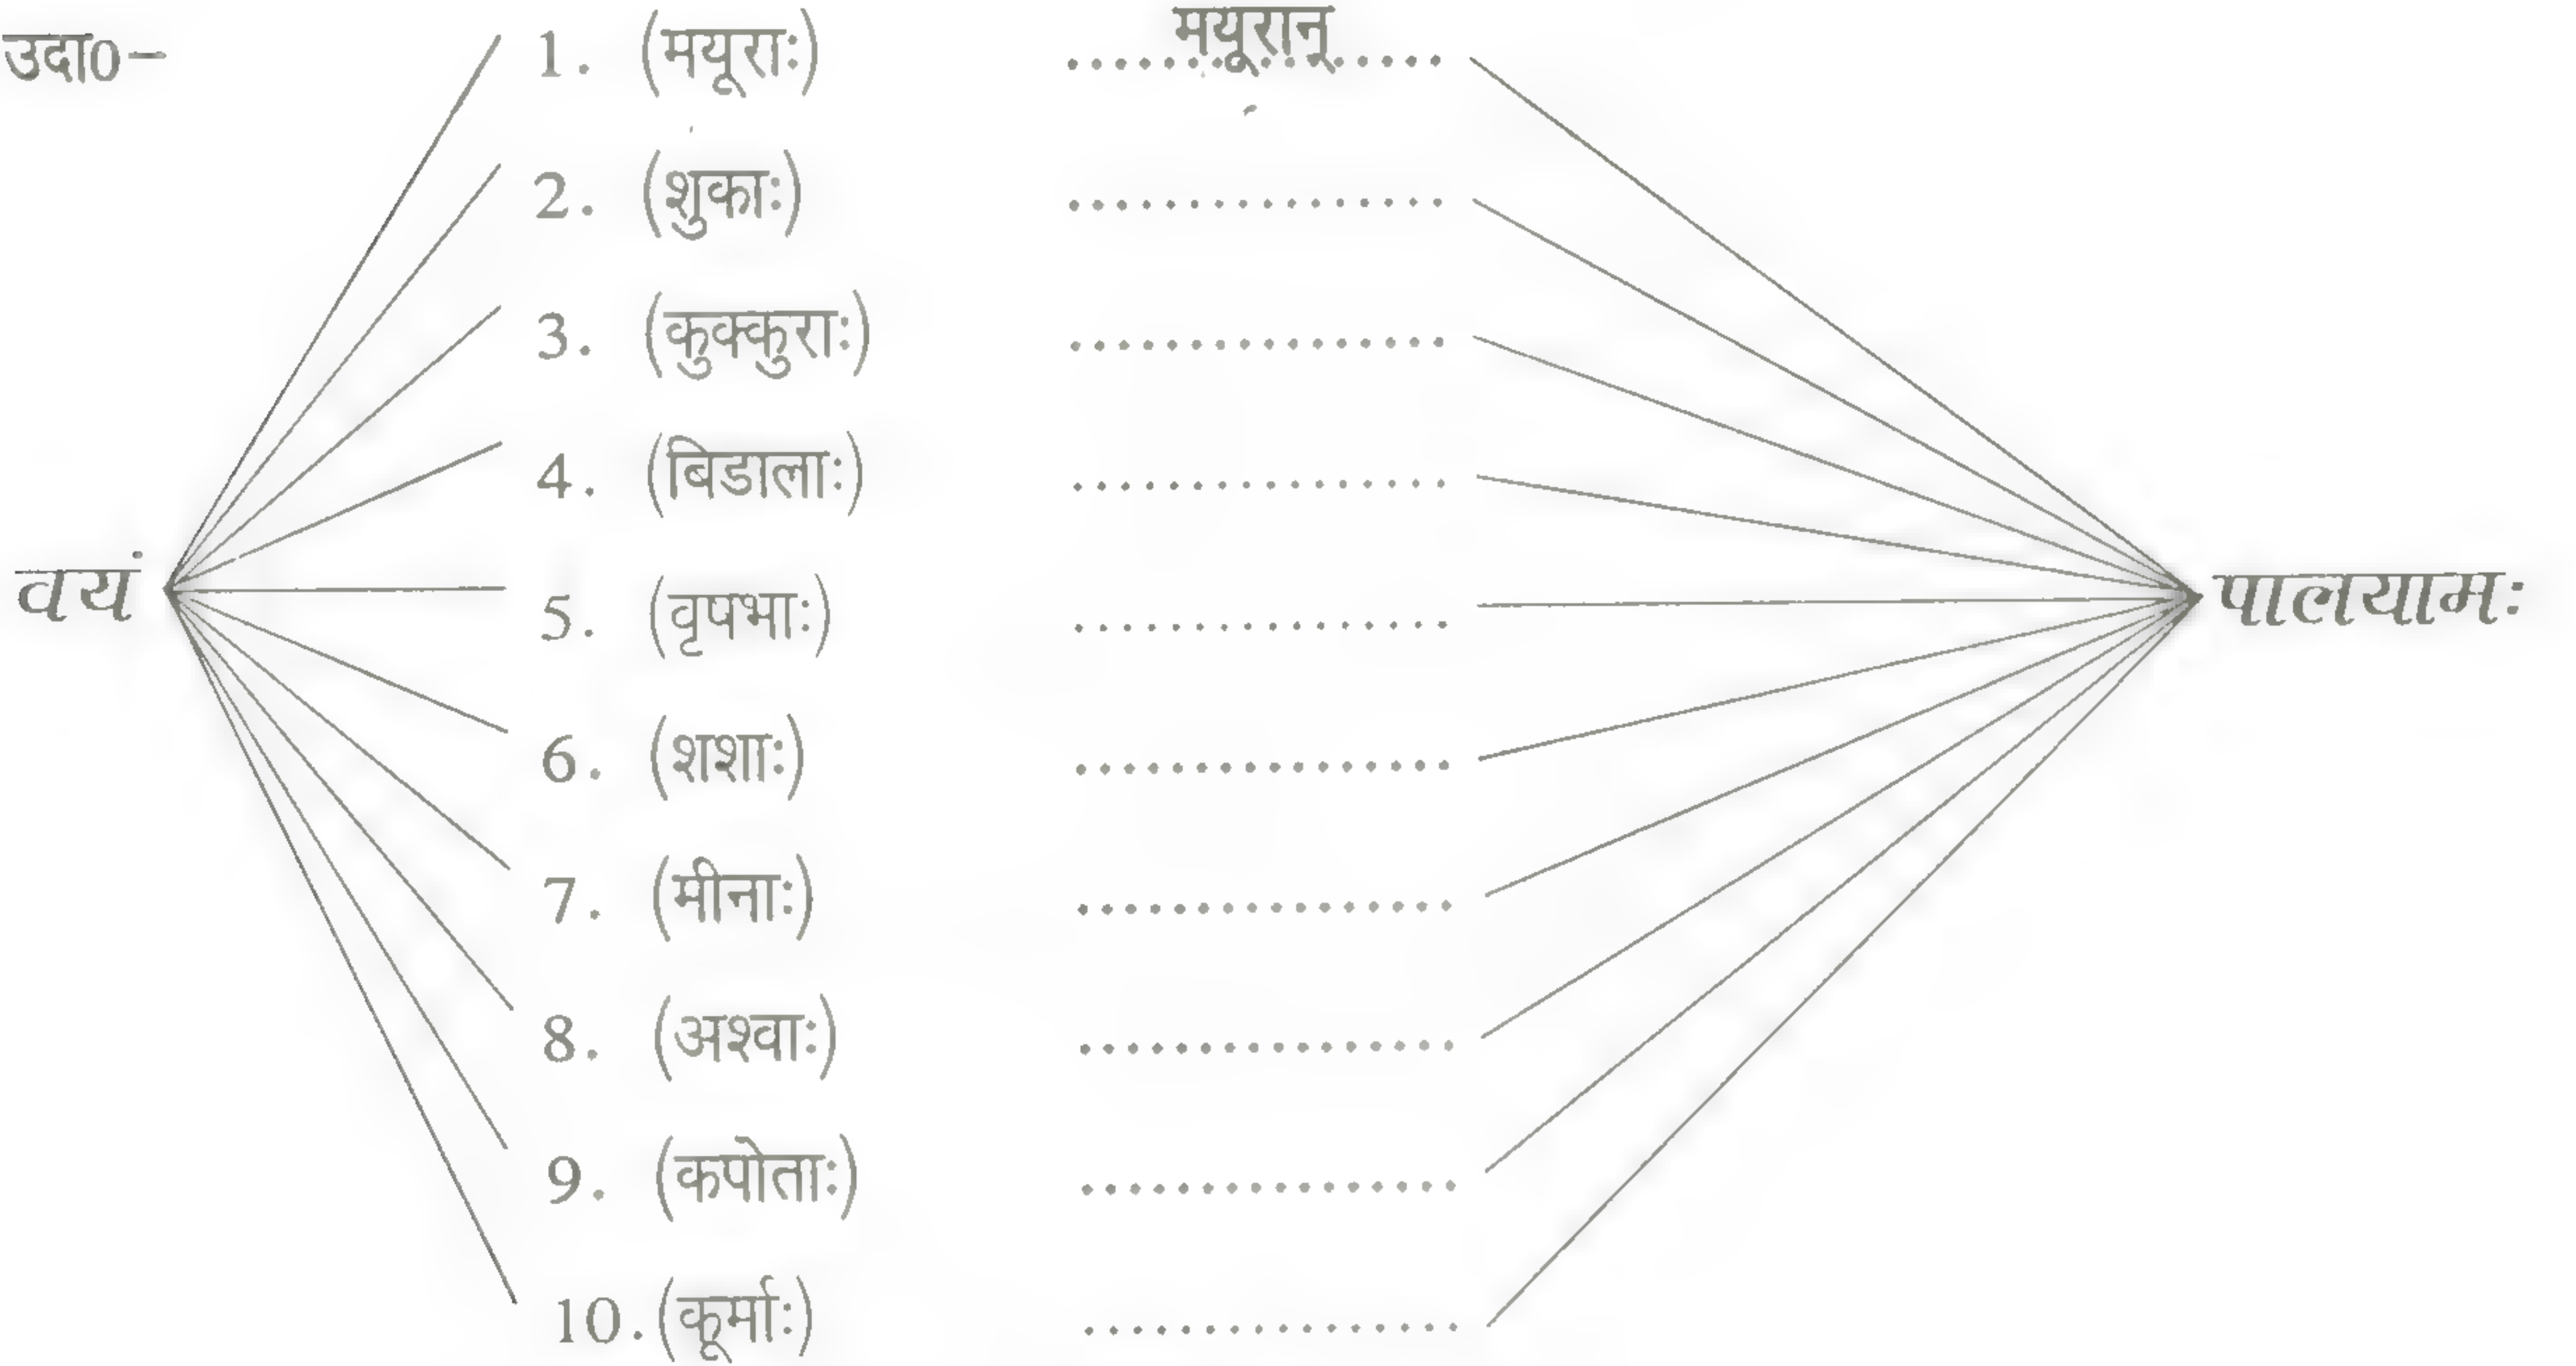 उदा०– 1. (मयूराः) ......मयूरान्......
2. (शुकाः) ................
3. (कुक्कुराः) ................
4. (बिडालाः) ................
वयं 5. (वृषभाः) ................ पालयामः
6. (शशाः) ................
7. (मीनाः) ................
8. (अश्वाः) ................
9. (कपोताः) ................
10. (कूर्माः) ................